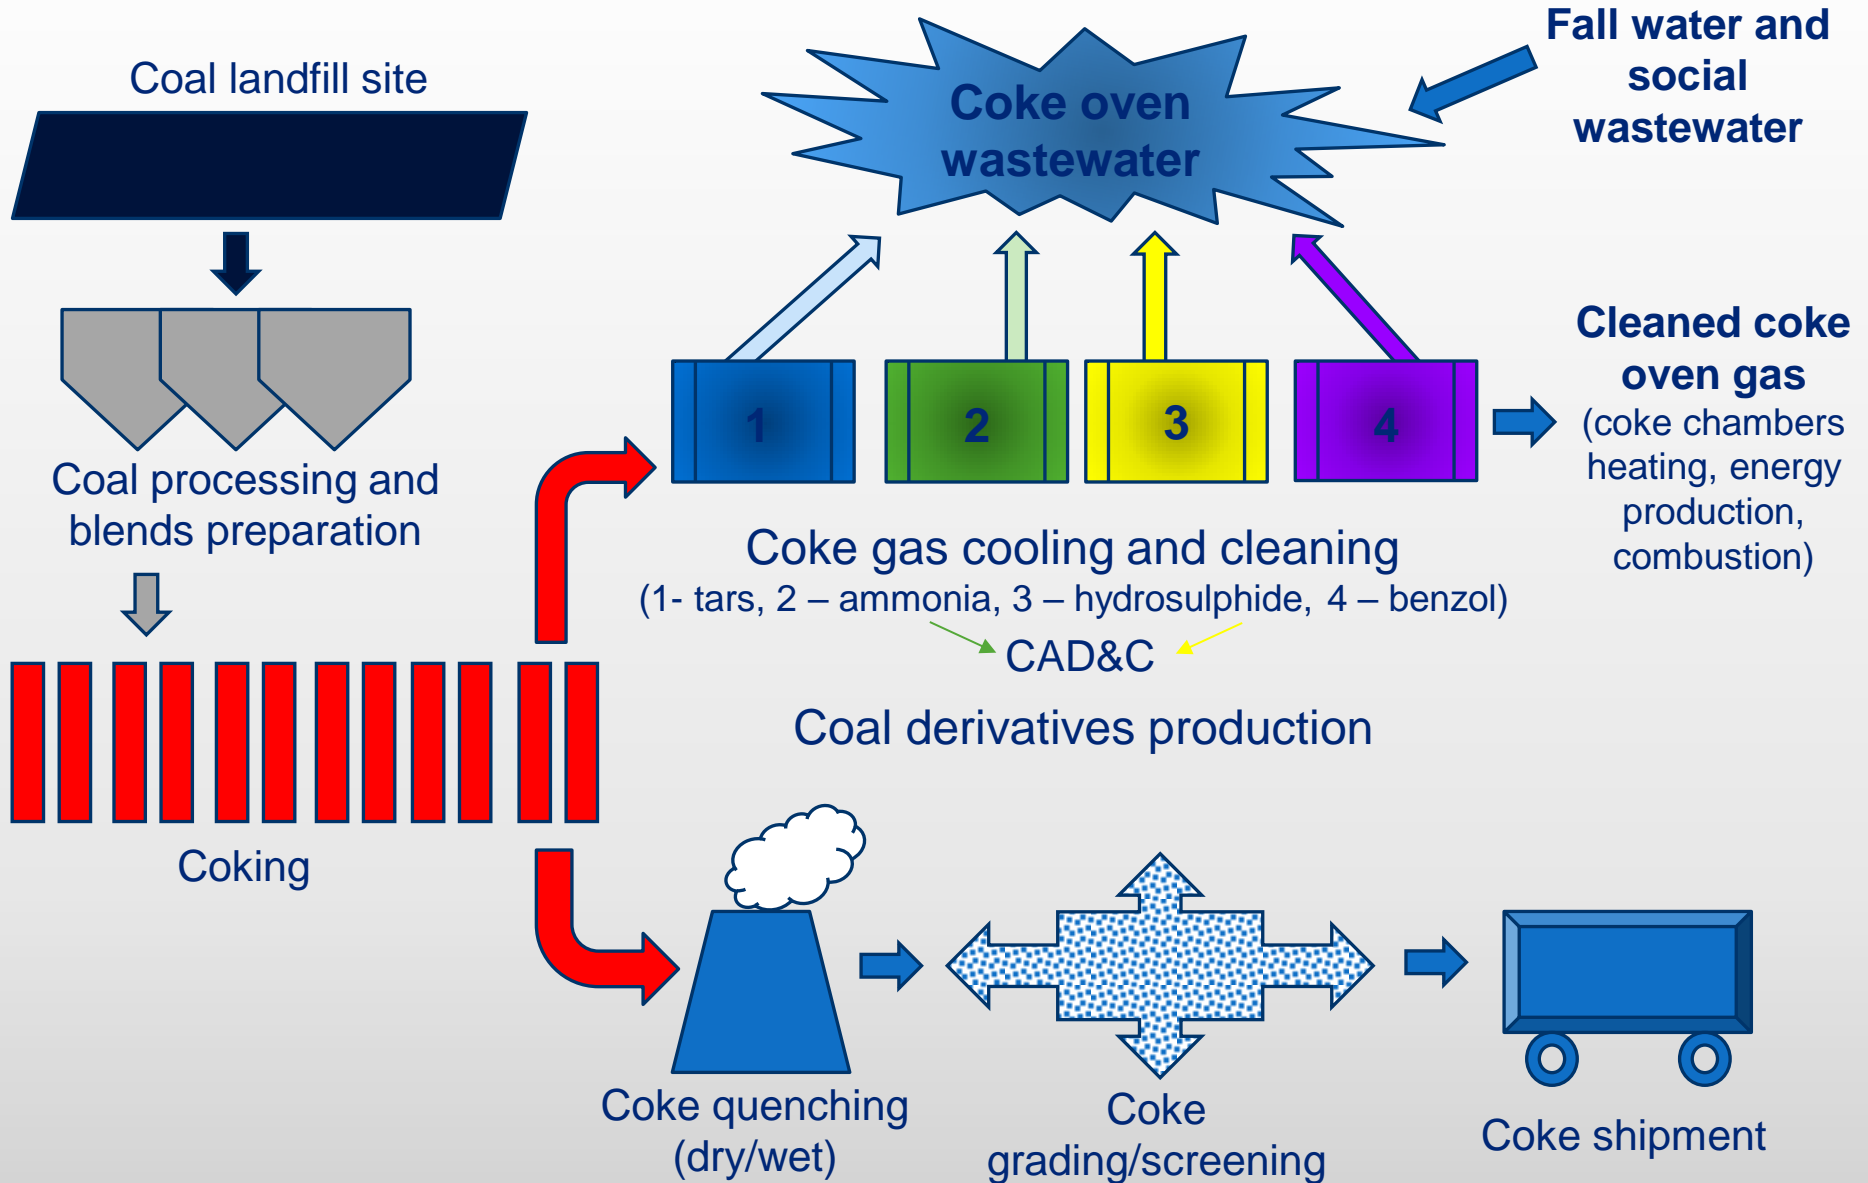 Coal landfill site
Coal processing and
blends preparation
Coking
Coke oven
wastewater
Fall water and
social
wastewater
1
2
3
4
Cleaned coke
oven gas
(coke chambers
heating, energy
production,
combustion)
Coke gas cooling and cleaning
(1- tars, 2 – ammonia, 3 – hydrosulphide, 4 – benzol)
CAD&C
Coal derivatives production
Coke quenching
(dry/wet)
Coke
grading/screening
Coke shipment